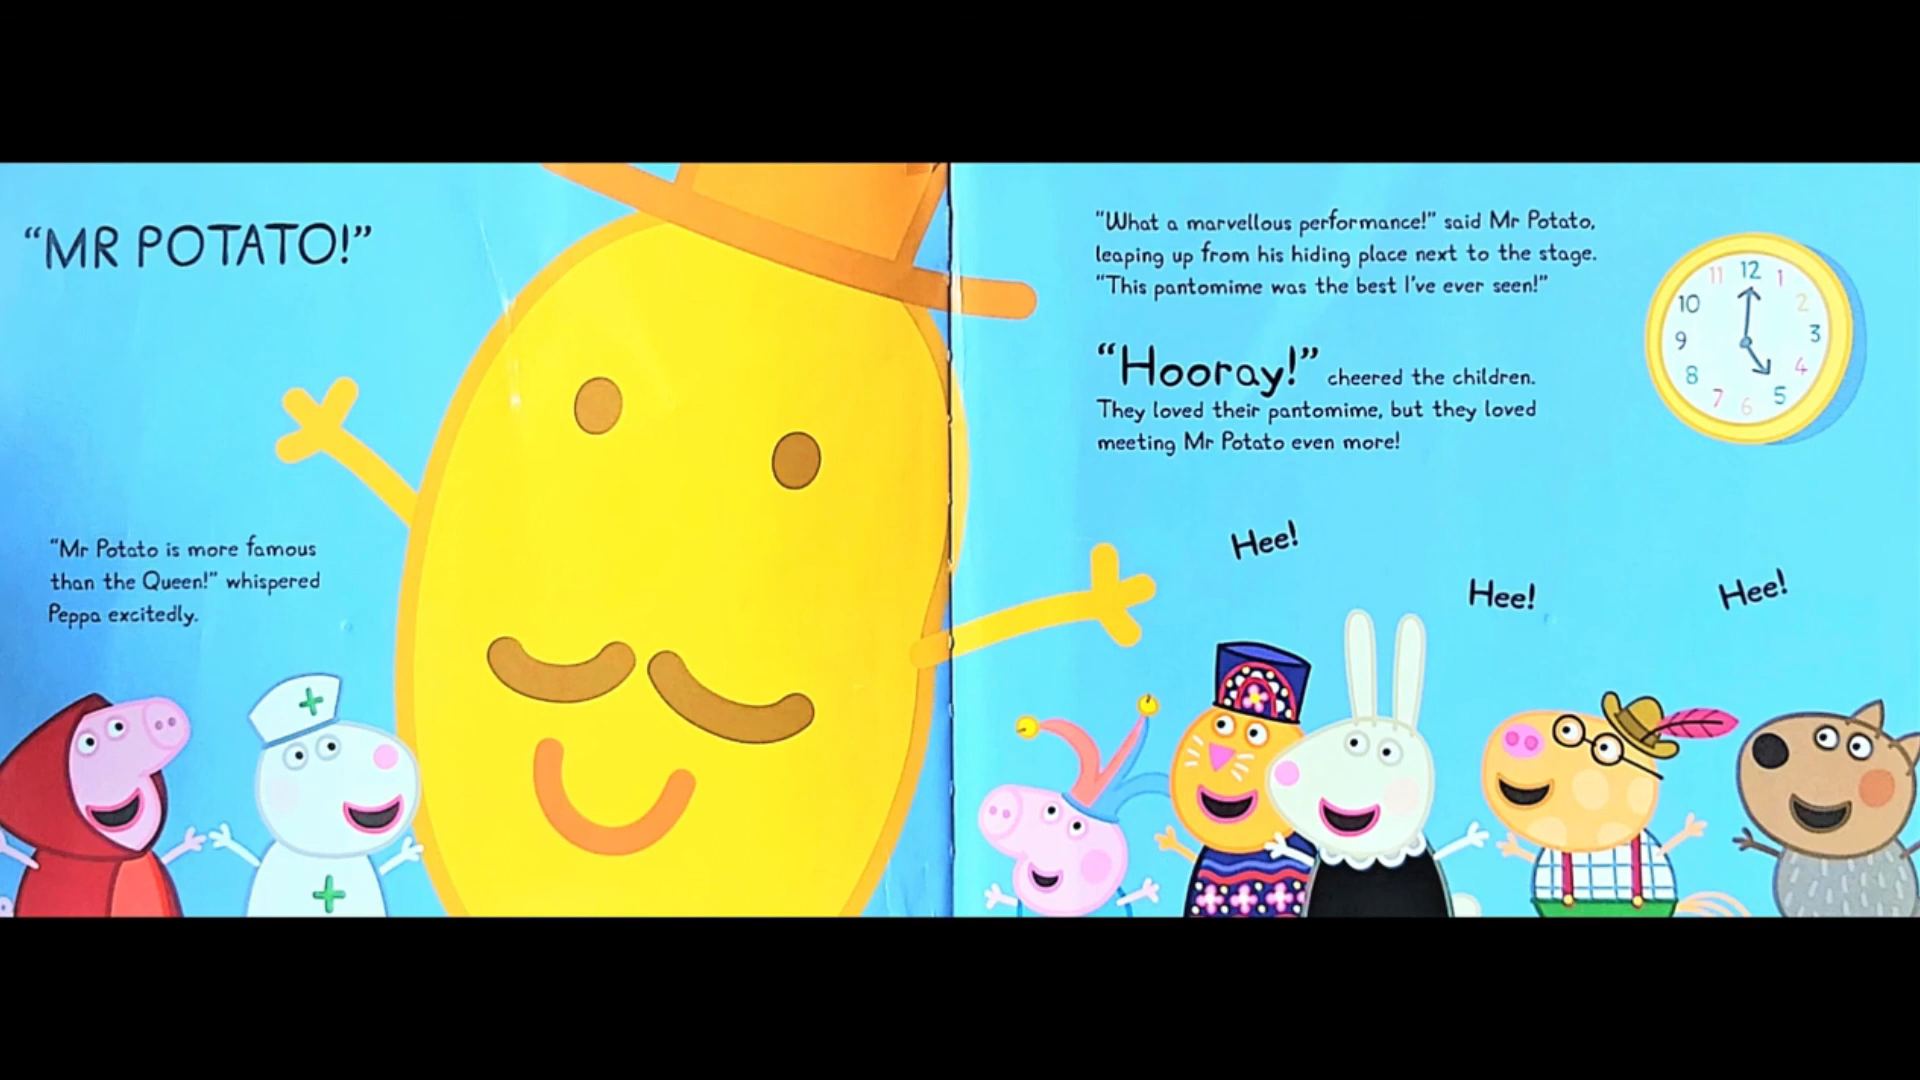 “MR POTATO!”
“Mr Potato is more famous
than the Queen!” whispered
Peppa excitedly.
“What a marvellous performance!” said Mr Potato,
leaping up from his hiding place next to the stage.
“This pantomime was the best I’ve ever seen!”
“Hooray!” cheered the children.
They loved their pantomime, but they loved
meeting Mr Potato even more!
11 12 1
10 2
9 3
8 4
7 6 5
Hee!
Hee!
Hee!